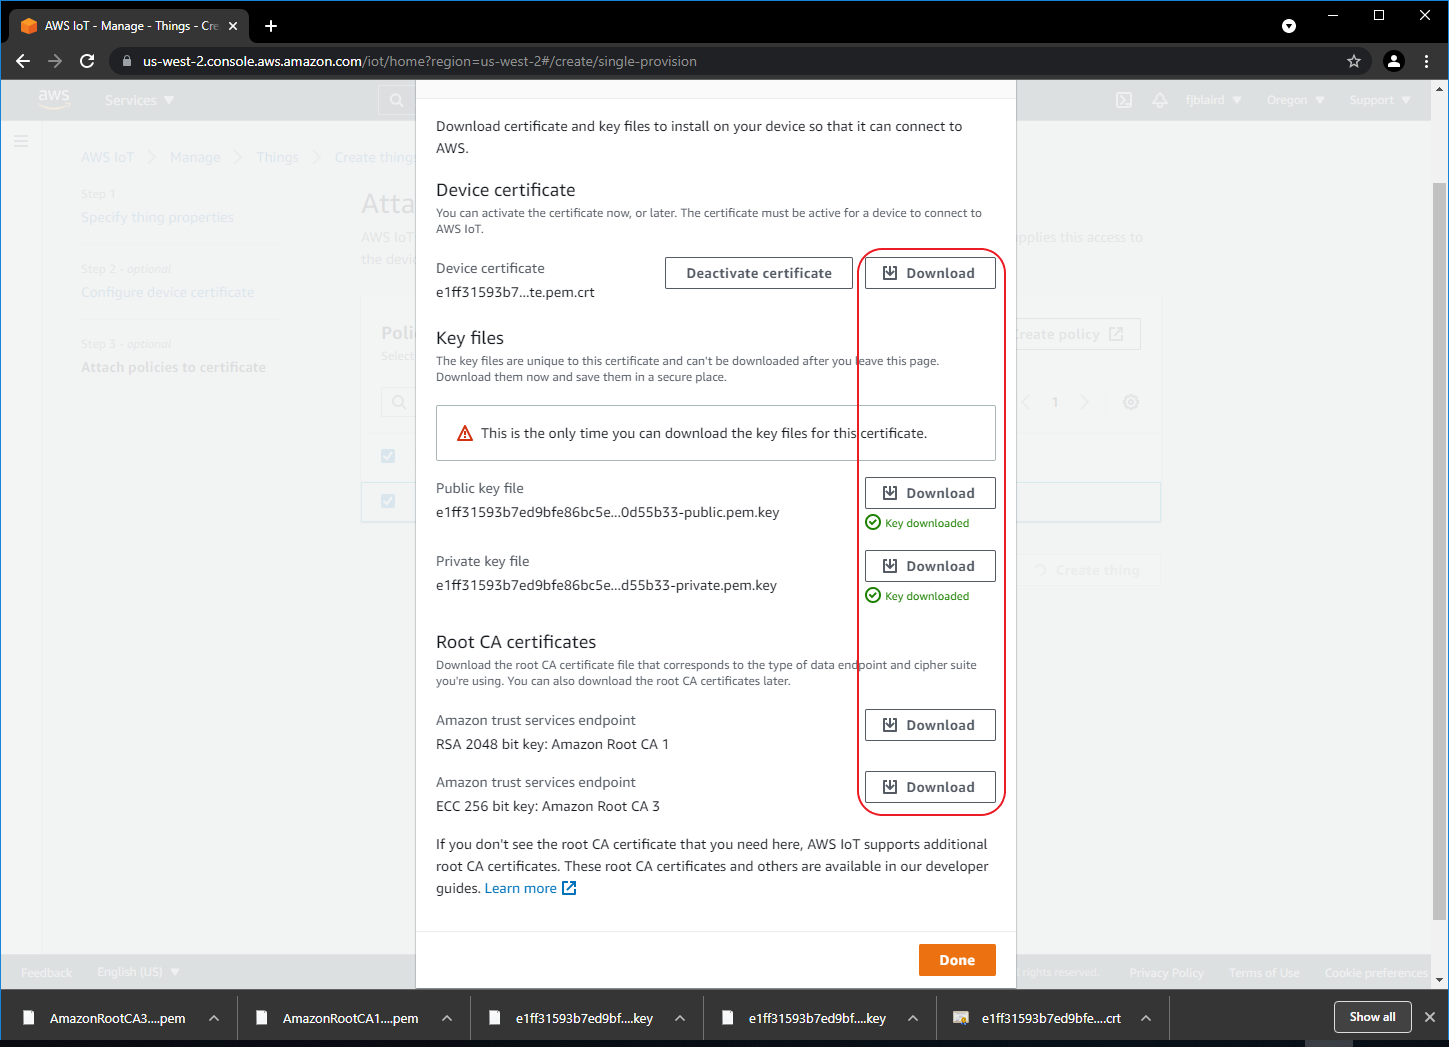 AWS IoT - Manage - Things - Cre
us-west-2.console.aws.amazon.com/iot/home?region=us-west-2#/create/single-provision
aws
Services
fjblaird
Oregon
Support
AWS IoT
Manage
Things
Create things
Step 1
Specify thing properties
Step 2 - optional
Configure device certificate
Step 3 - optional
Attach policies to certificate
Atta
AWS IoT
pplies this access to
the devic
Poli
Select
Create policy
1
Create thing
Download certificate and key files to install on your device so that it can connect to
AWS.
Device certificate
You can activate the certificate now, or later. The certificate must be active for a device to connect to
AWS IoT.
Device certificate
e1ff31593b7...te.pem.crt
Deactivate certificate
Download
Key files
The key files are unique to this certificate and can't be downloaded after you leave this page.
Download them now and save them in a secure place.
This is the only time you can download the key files for this certificate.
Public key file
e1ff31593b7ed9bfe86bc5e...0d55b33-public.pem.key
Download
Key downloaded
Private key file
e1ff31593b7ed9bfe86bc5e...d55b33-private.pem.key
Download
Key downloaded
Root CA certificates
Download the root CA certificate file that corresponds to the type of data endpoint and cipher suite
you're using. You can also download the root CA certificates later.
Amazon trust services endpoint
RSA 2048 bit key: Amazon Root CA 1
Download
Amazon trust services endpoint
ECC 256 bit key: Amazon Root CA 3
Download
If you don't see the root CA certificate that you need here, AWS IoT supports additional
root CA certificates. These root CA certificates and others are available in our developer
guides. Learn more
Done
Feedback
English (US)
rights reserved.
Privacy Policy
Terms of Use
Cookie preferences
AmazonRootCA3....pem
AmazonRootCA1....pem
e1ff31593b7ed9bf....key
e1ff31593b7ed9bf....key
e1ff31593b7ed9bfe....crt
Show all